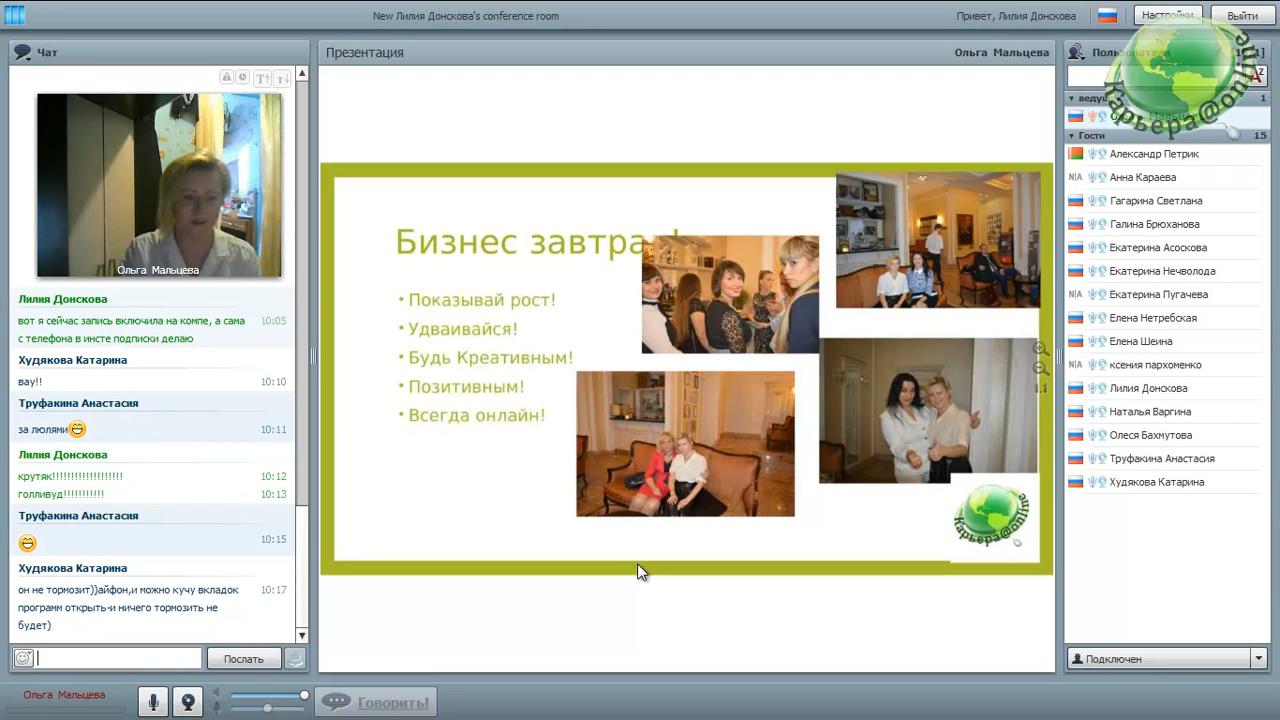 New Лилия Донскова's conference room
Привет, Лилия Донскова
Настройки
Выйти
Чат
Ольга Мальцева
Лилия Донскова
вот я сейчас запись включила на компе, а сама 10:05
с телефона в инсте подписки делаю
Худякова Катарина
вау!! 10:10
Труфакина Анастасия
за люлями 10:11
Лилия Донскова
крутяк!!!!!!!!!!!!!!!!!!!! 10:12
голливуд!!!!!!!!!!! 10:13
Труфакина Анастасия
10:15
Худякова Катарина
он не тормозит))айфон,и можно кучу вкладок 10:17
программ открыть-и ничего тормозить не
будет)
Послать
Ольга Мальцева
Говорить!
Презентация
Ольга Мальцева
Бизнес
• Показывай рост!
• Удваивайся!
• Будь Креативным!
• Позитивным!
• Всегда онлайн!
Карьера@online
1:1
Карьера@online
1
Гости 15
Александр Петрик
N|A Анна Караева
Гагарина Светлана
Галина Брюханова
Екатерина Асоскова
Екатерина Нечволода
N|A Екатерина Пугачева
Елена Нетребская
Елена Шеина
N|A ксения пархоменко
Лилия Донскова
Наталья Варгина
Олеся Бахмутова
Труфакина Анастасия
Худякова Катарина
Подключен